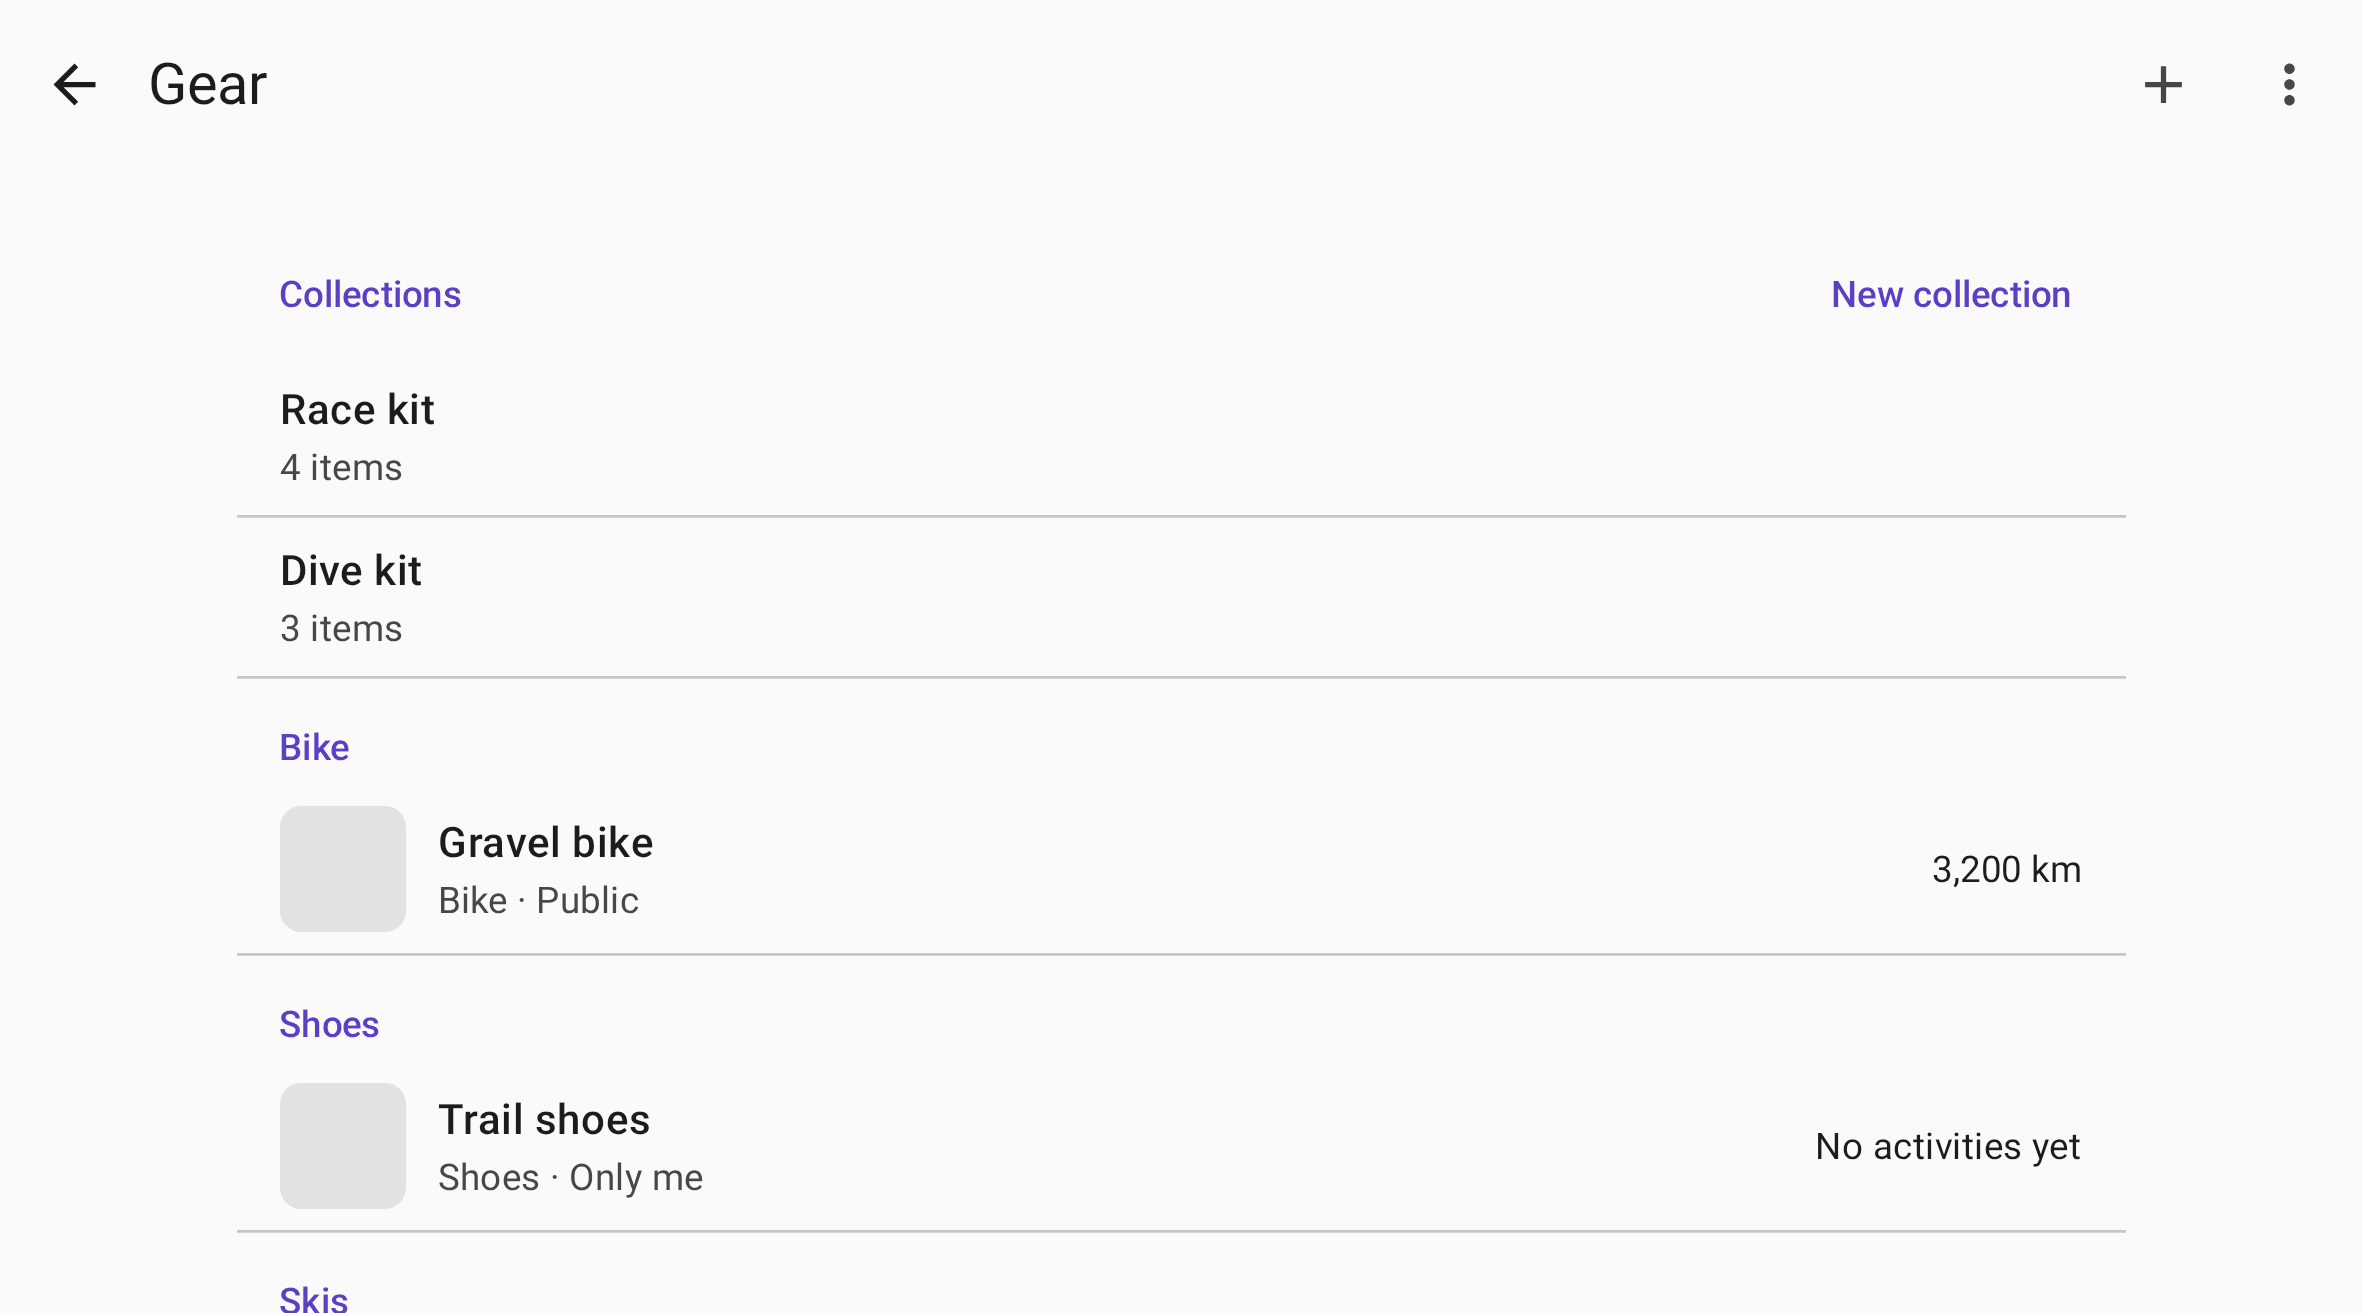 Gear
Collections
New collection
Race kit
4 items
Dive kit
3 items
Bike
Gravel bike
Bike · Public
3,200 km
Shoes
Trail shoes
Shoes · Only me
No activities yet
Skis